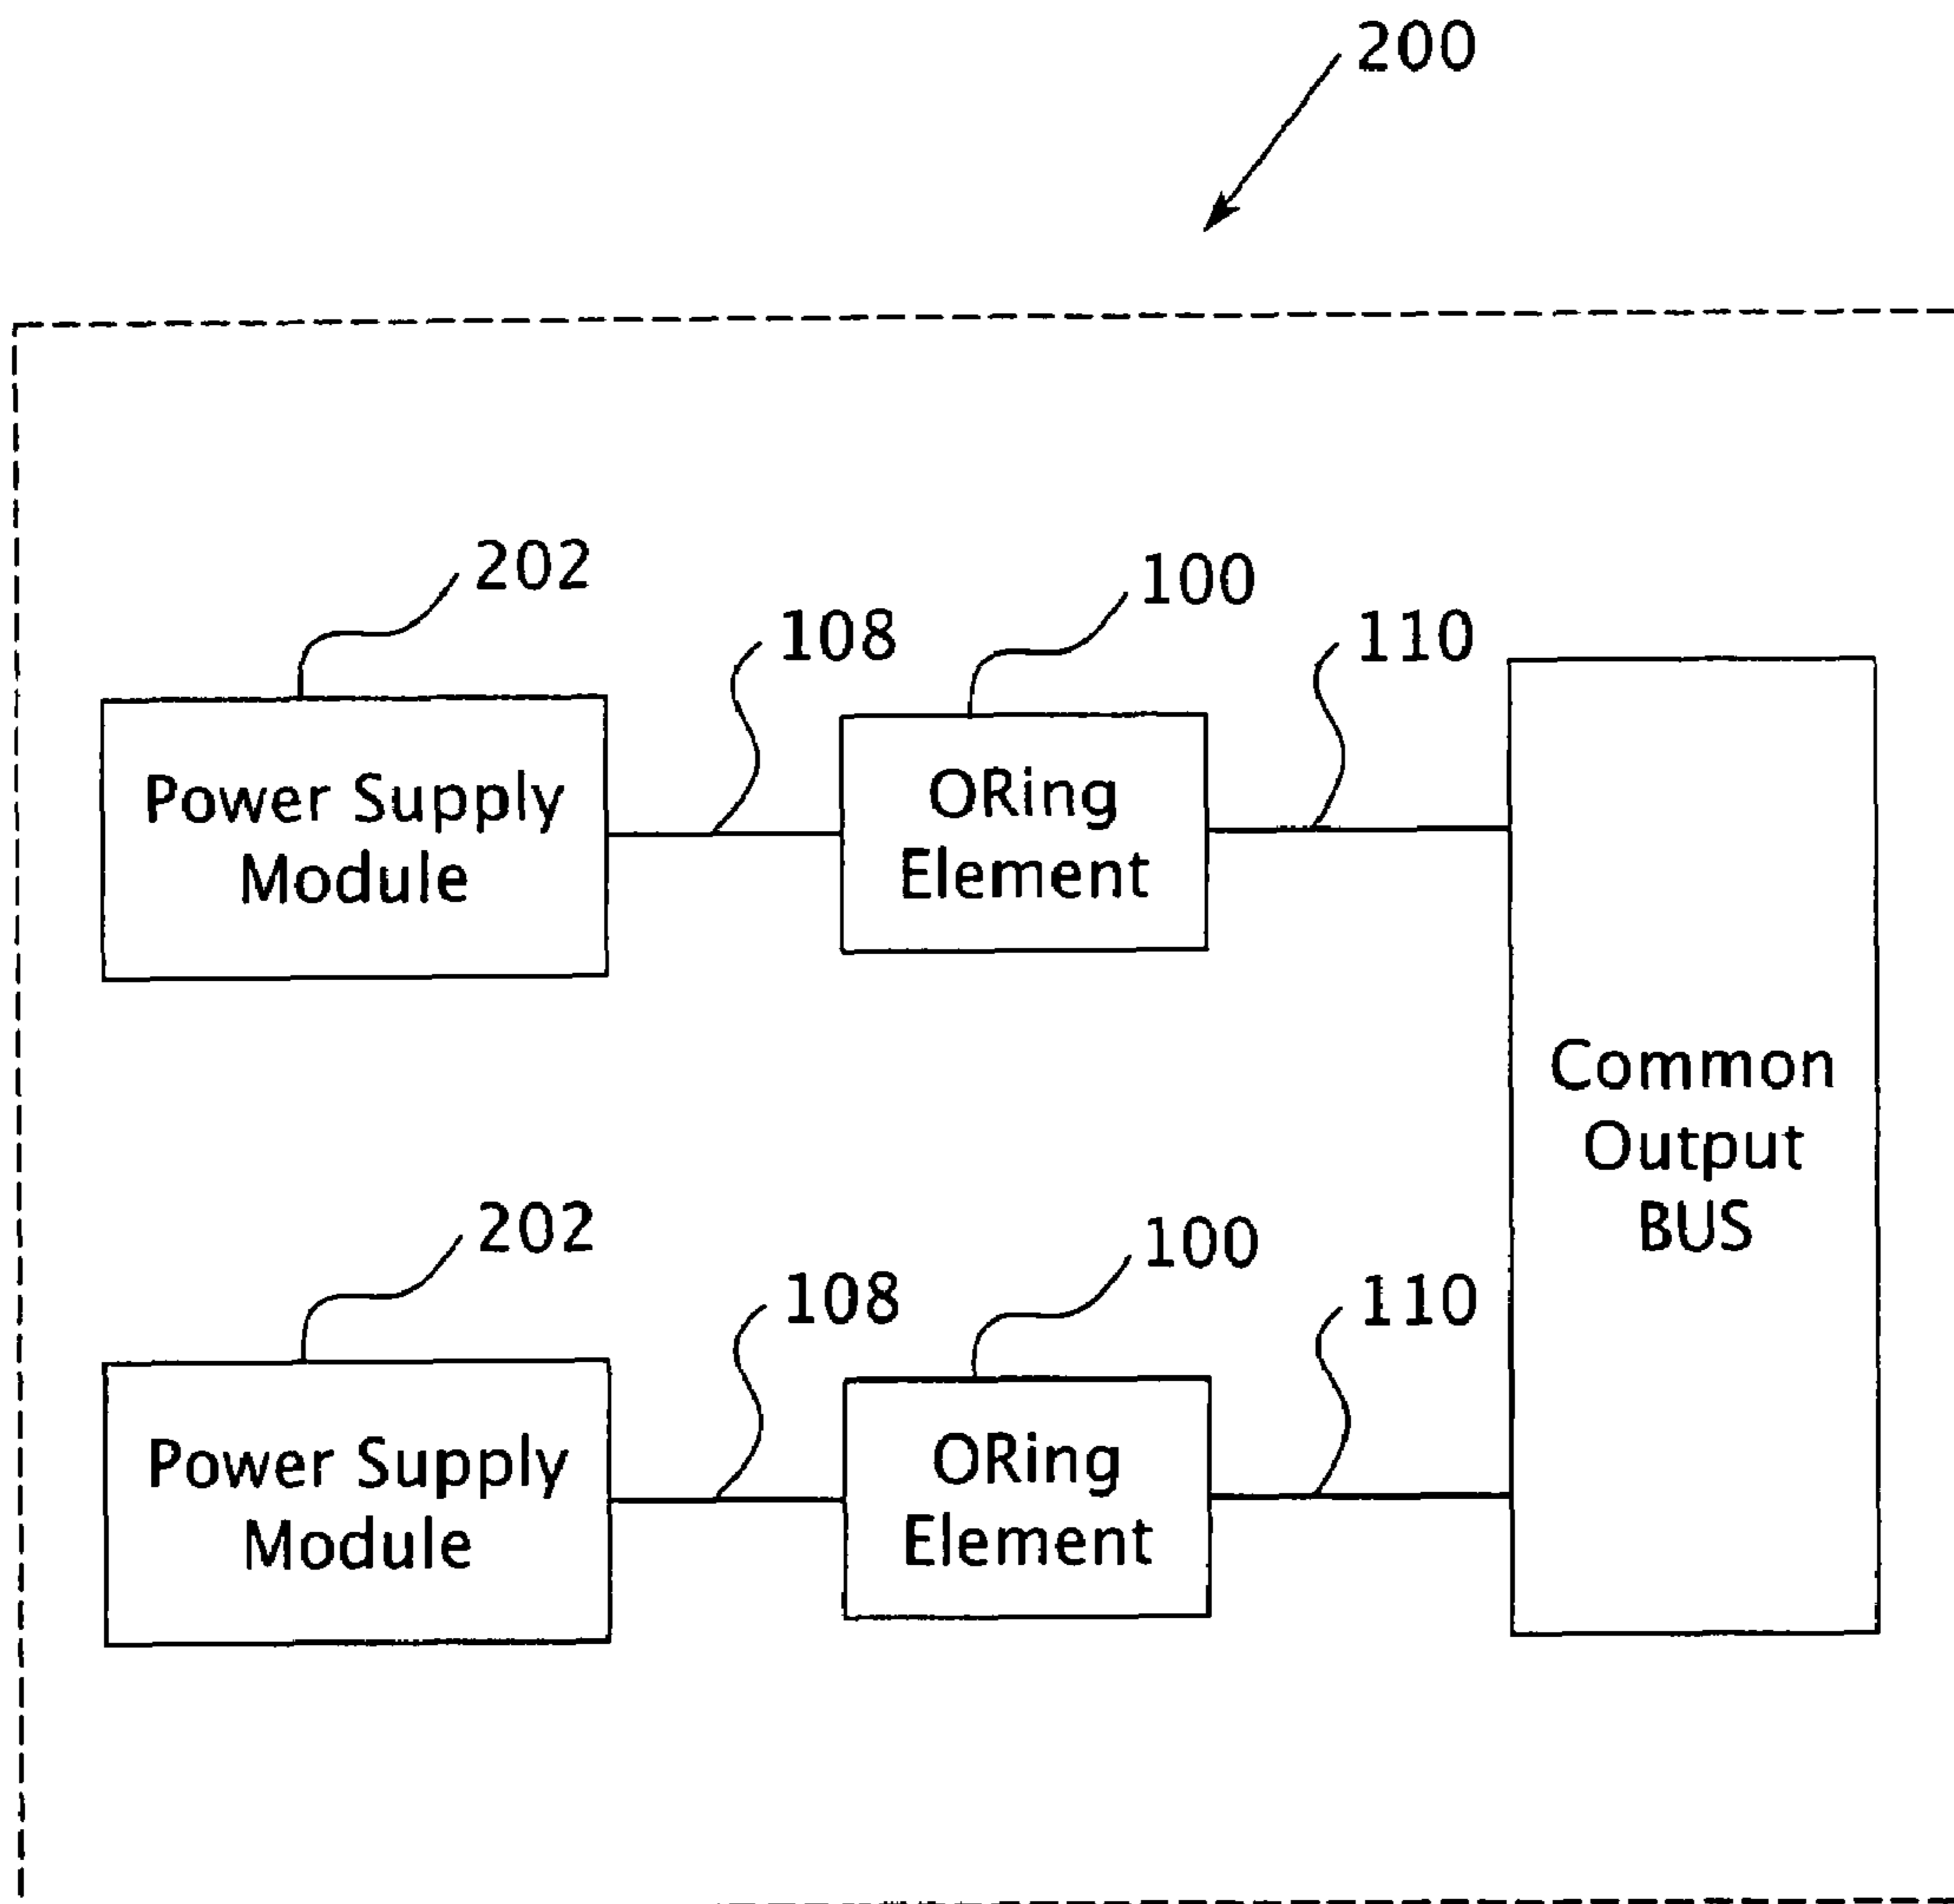 200
202
108
100
110
Power Supply
Module
ORing
Element
Common
Output
BUS
202
108
100
110
Power Supply
Module
ORing
Element